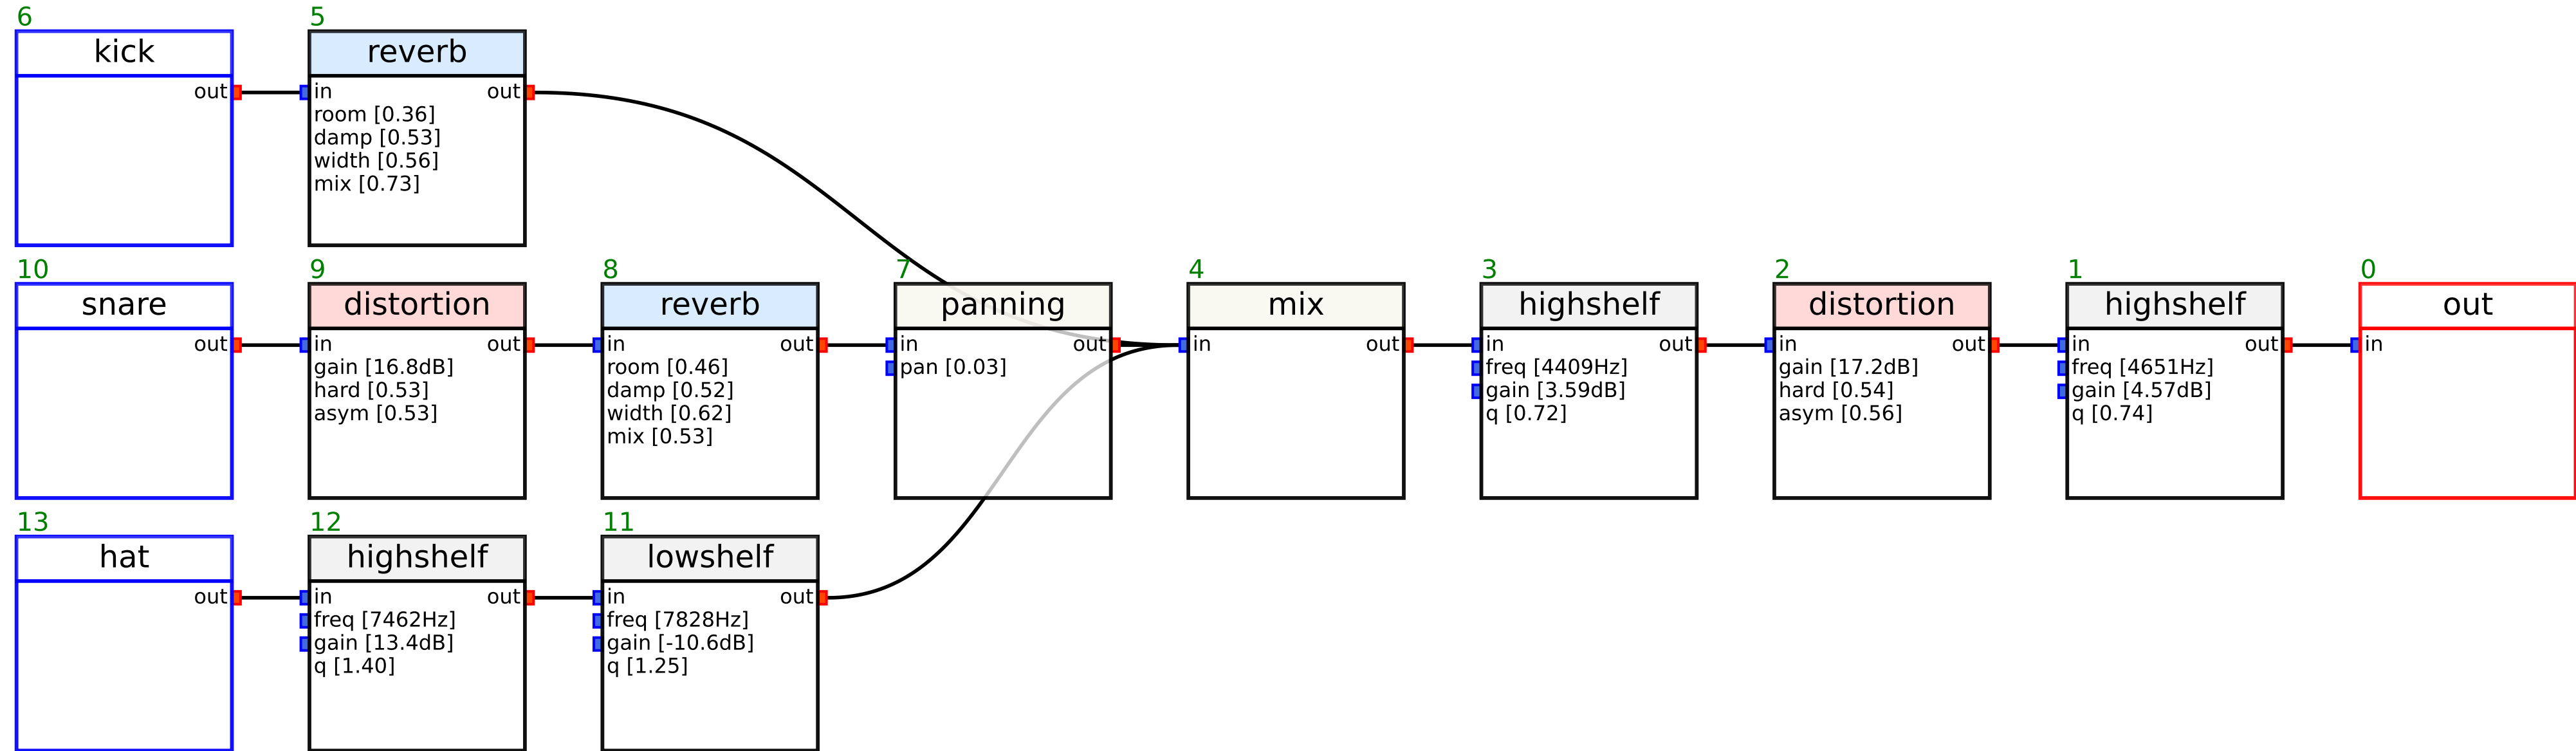 6
kick
out
5
reverb
in out
room [0.36]
damp [0.53]
width [0.56]
mix [0.73]
10
snare
out
9
distortion
in out
gain [16.8dB]
hard [0.53]
asym [0.53]
8
reverb
in out
room [0.46]
damp [0.52]
width [0.62]
mix [0.53]
7
panning
in out
pan [0.03]
4
mix
in out
3
highshelf
in out
freq [4409Hz]
gain [3.59dB]
q [0.72]
2
distortion
in out
gain [17.2dB]
hard [0.54]
asym [0.56]
1
highshelf
in out
freq [4651Hz]
gain [4.57dB]
q [0.74]
0
out
in
13
hat
out
12
highshelf
in out
freq [7462Hz]
gain [13.4dB]
q [1.40]
11
lowshelf
in out
freq [7828Hz]
gain [-10.6dB]
q [1.25]